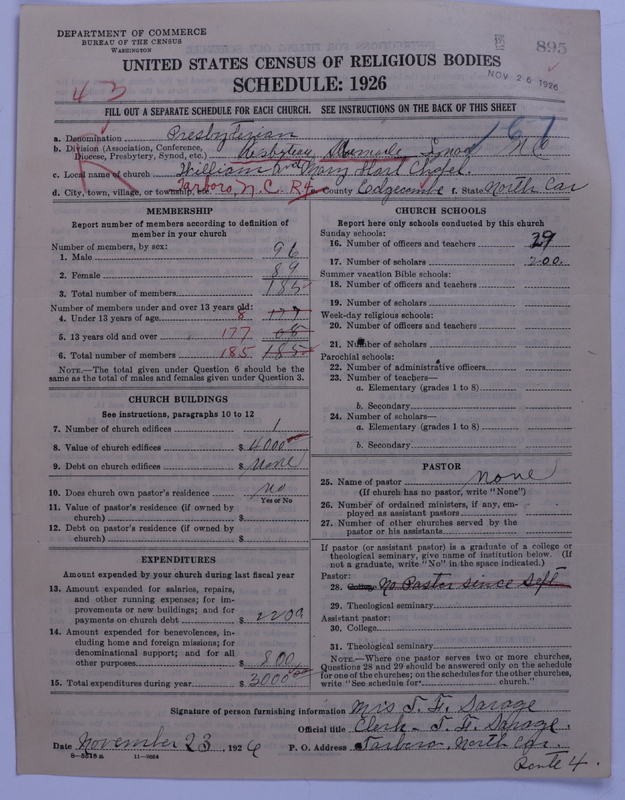 DEPARTMENT OF COMMERCE
BUREAU OF THE CENSUS
WASHINGTON
895
UNITED STATES CENSUS OF RELIGIOUS BODIES
NOV 26 1926
SCHEDULE: 1926
43
FILL OUT A SEPARATE SCHEDULE FOR EACH CHURCH. SEE INSTRUCTIONS ON THE BACK OF THIS SHEET
a. Denomination Presbyterian
b. Division (Association, Conference, Diocese, Presbytery, Synod, etc.) Presbytery, Albemarle Synod N C
c. Local name of church William and Mary Hart Chapel.
d. City, town, village, or township, etc. Tarboro, N.C. R4 e. County Edgecombe f. State North Car
MEMBERSHIP
Report number of members according to definition of
member in your church
Number of members, by sex:
1. Male 96
2. Female 89
3. Total number of members 185
Number of members under and over 13 years old:
4. Under 13 years of age 8 177
5. 13 years old and over 177 08
6. Total number of members 185 185
NOTE.—The total given under Question 6 should be
same as the total of males and females given under Question 3.
CHURCH BUILDINGS
See instructions, paragraphs 10 to 12
7. Number of church edifices 1
8. Value of church edifices $ 4000
9. Debt on church edifices $ none
10. Does church own pastor's residence no
Yes or No
11. Value of pastor's residence (if owned by
church) $
12. Debt on pastor's residence (if owned by
church) $
EXPENDITURES
Amount expended by your church during last fiscal year
13. Amount expended for salaries, repairs,
and other running expenses; for im-
provements or new buildings; and for
payments on church debt $ 2200
14. Amount expended for benevolences, in-
cluding home and foreign missions; for
denominational support; and for all
other purposes $ 800
15. Total expenditures during year $ 3000
CHURCH SCHOOLS
Report here only schools conducted by this church
Sunday schools:
16. Number of officers and teachers 29
17. Number of scholars 200
Summer vacation Bible schools:
18. Number of officers and teachers
19. Number of scholars
Week-day religious schools:
20. Number of officers and teachers
21. Number of scholars
Parochial schools:
22. Number of administrative officers
23. Number of teachers—
a. Elementary (grades 1 to 8)
b. Secondary
24. Number of scholars—
a. Elementary (grades 1 to 8)
b. Secondary
PASTOR
25. Name of pastor none
(If church has no pastor, write "None")
26. Number of ordained ministers, if any, em-
ployed as assistant pastors
27. Number of other churches served by the
pastor or his assistants
If pastor (or assistant pastor) is a graduate of a college or
theological seminary, give name of institution below. (If
not a graduate, write "No" in the space indicated.)
Pastor:
28. College No Pastor since Sept
29. Theological seminary
Assistant pastor:
30. College
31. Theological seminary
NOTE.—Where one pastor serves two or more churches,
Questions 28 and 29 should be answered only on the schedule
for one of the churches; on the schedules for the other churches,
write "See schedule for church."
Signature of person furnishing information Mrs T. F. Savage
Official title Clerk - T. F. Savage.
Date November 23, 1926 P. O. Address Tarboro, North Car.
Route 4.
8—5518a 11—9664